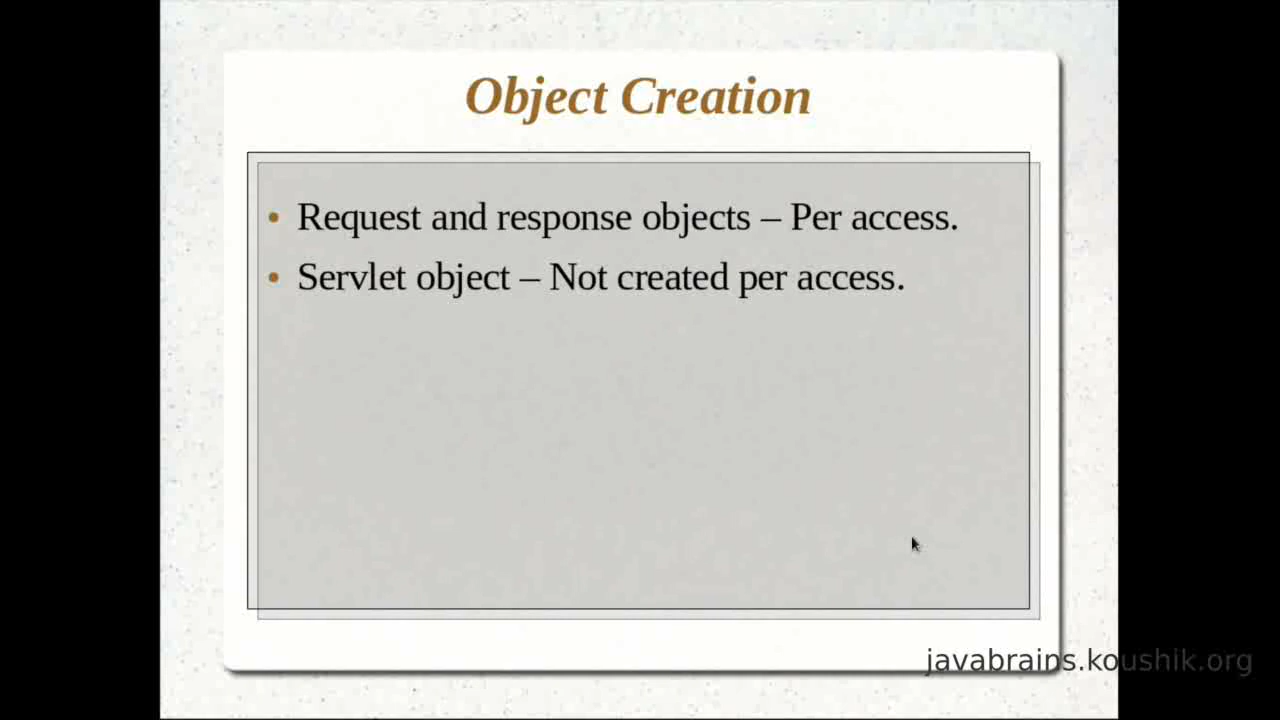 Object Creation
• Request and response objects – Per access.
• Servlet object – Not created per access.
javabrains.koushik.org